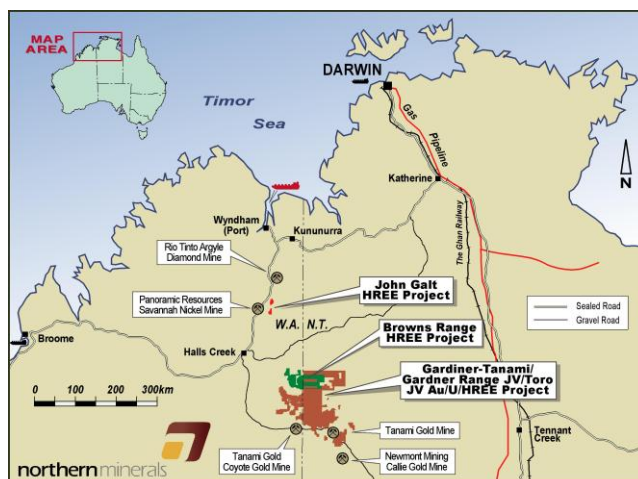 MAP
AREA
DARWIN
Timor
Sea
Gas
Pipeline
N
Katherine
The Ghan Railway
Wyndham
(Port)
Kununurra
Rio Tinto Argyle
Diamond Mine
John Galt
HREE Project
Sealed Road
Gravel Road
Panoramic Resources
Savannah Nickel Mine
W.A. N.T.
Browns Range
HREE Project
Broome
Halls Creek
Gardiner-Tanami/
Gardner Range JV/Toro
JV Au/U/HREE Project
0 100 200 300km
Tanami Gold Mine
Tennant
Creek
Tanami Gold
Coyote Gold Mine
Newmont Mining
Callie Gold Mine
northernminerals